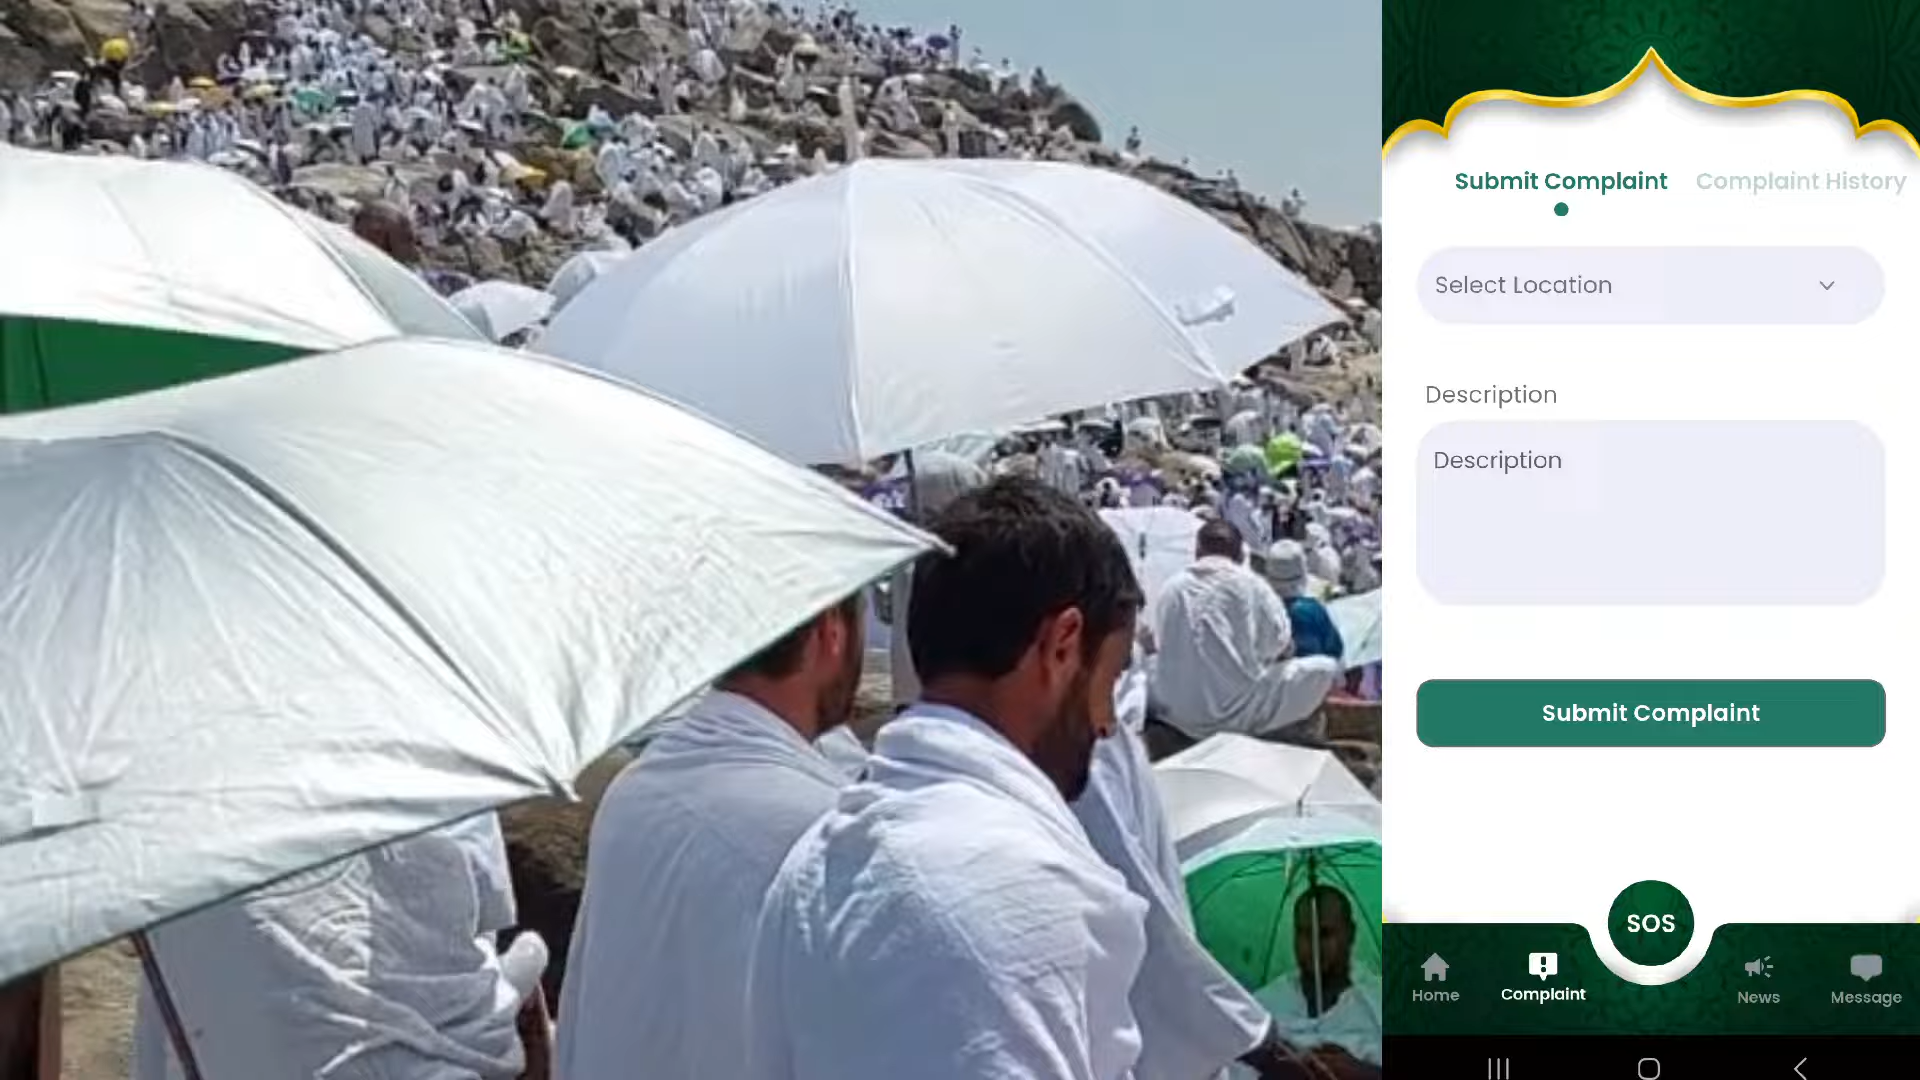 Submit Complaint
Complaint History
Select Location
Description
Description
Submit Complaint
SOS
Home
Complaint
News
Message